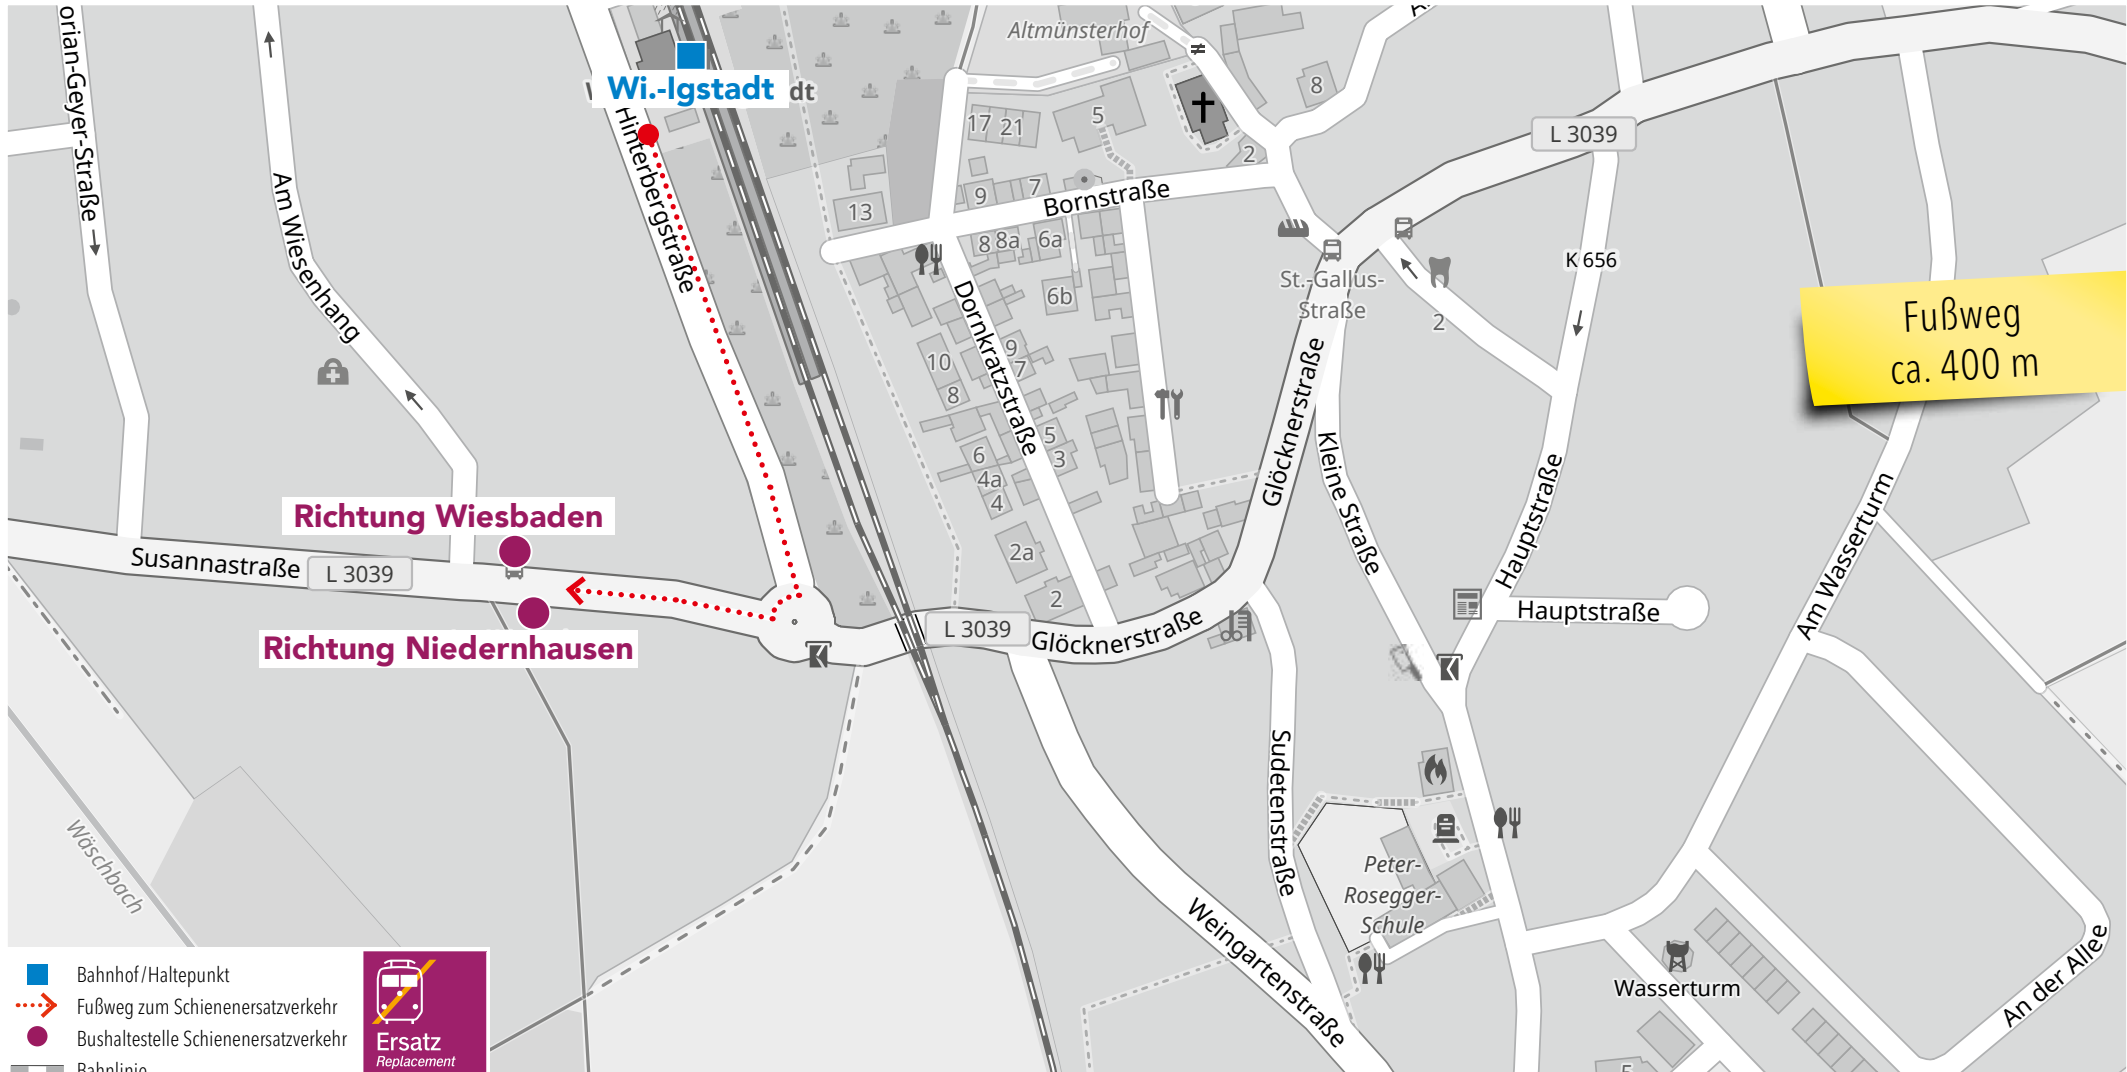 Altmünsterhof
Wi.-Igstadt
dt
orian-Geyer-Straße
Am Wiesenhang
Hinterbergstraße
17
21
5
8
2
L 3039
13
9
7
Bornstraße
8
8a
6a
6b
St.-Gallus-
Straße
K 656
2
Fußweg
ca. 400 m
Dornkratzstraße
10
8
9
7
5
3
6
4a
4
2a
2
Glöcknerstraße
Kleine Straße
Hauptstraße
Am Wasserturm
Richtung Wiesbaden
Susannastraße
L 3039
Richtung Niedernhausen
L 3039
Glöcknerstraße
Hauptstraße
Sudetenstraße
Weingartenstraße
Wäschbach
Peter-
Rosegger-
Schule
Wasserturm
An der Allee
Bahnhof/Haltepunkt
Fußweg zum Schienenersatzverkehr
Bushaltestelle Schienenersatzverkehr
Bahnlinie
Ersatz
Replacement